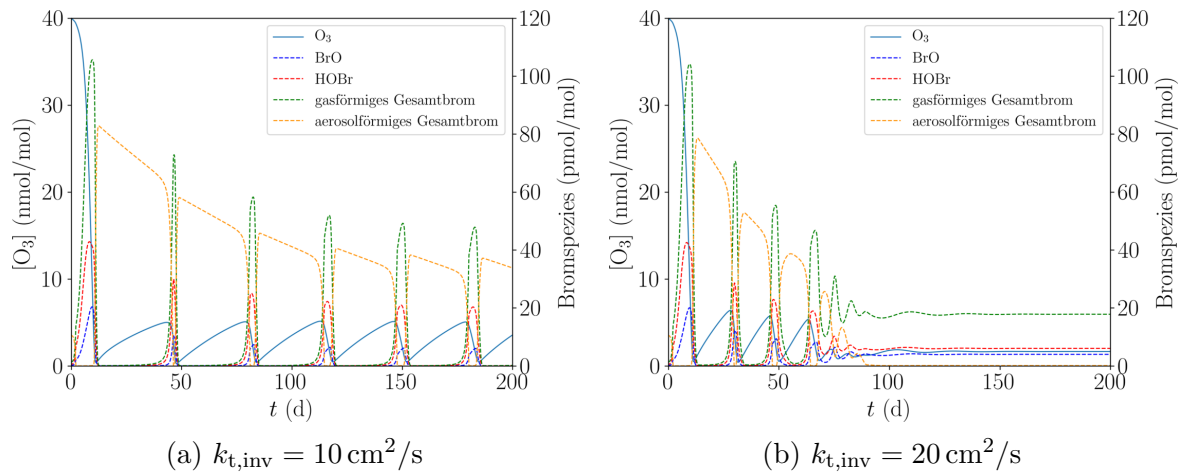 40
30
20
10
0
[O₃] (nmol/mol)
0
50
100
150
200
t (d)
120
100
80
60
40
20
0
Bromspezies (pmol/mol)
O₃
BrO
HOBr
gasförmiges Gesamtbrom
aerosolförmiges Gesamtbrom
(a) k_{t,inv} = 10 cm²/s
40
30
20
10
0
[O₃] (nmol/mol)
0
50
100
150
200
t (d)
120
100
80
60
40
20
0
Bromspezies (pmol/mol)
O₃
BrO
HOBr
gasförmiges Gesamtbrom
aerosolförmiges Gesamtbrom
(b) k_{t,inv} = 20 cm²/s